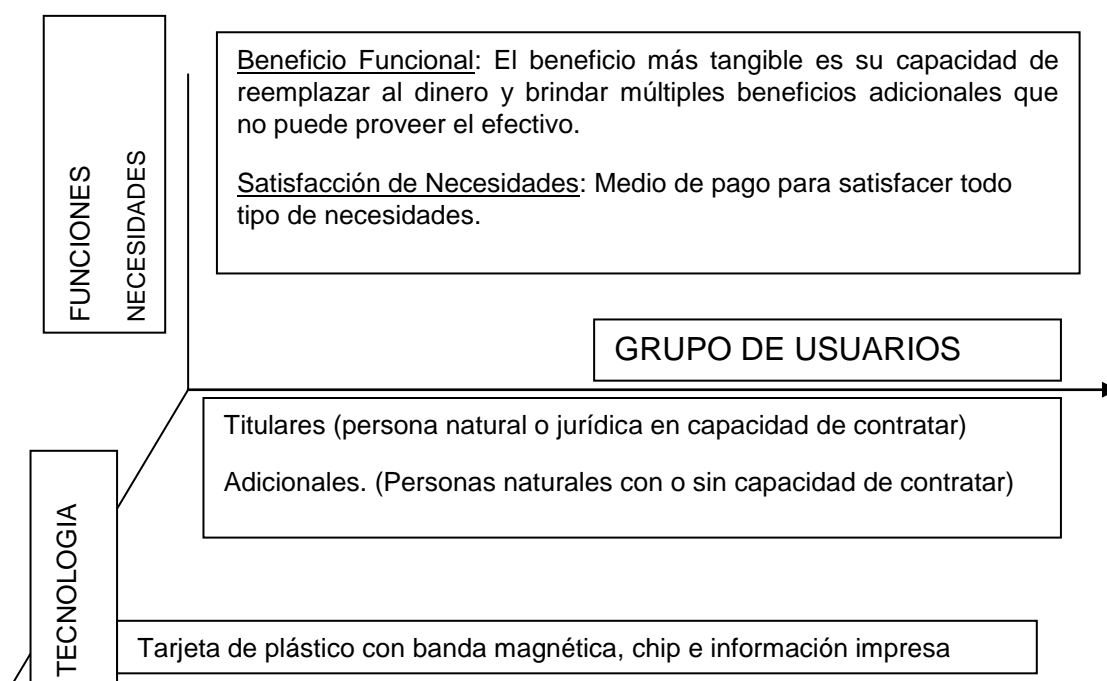 FUNCIONES
NECESIDADES
Beneficio Funcional: El beneficio más tangible es su capacidad de
reemplazar al dinero y brindar múltiples beneficios adicionales que
no puede proveer el efectivo.
Satisfacción de Necesidades: Medio de pago para satisfacer todo
tipo de necesidades.
GRUPO DE USUARIOS
Titulares (persona natural o jurídica en capacidad de contratar)
Adicionales. (Personas naturales con o sin capacidad de contratar)
TECNOLOGIA
Tarjeta de plástico con banda magnética, chip e información impresa